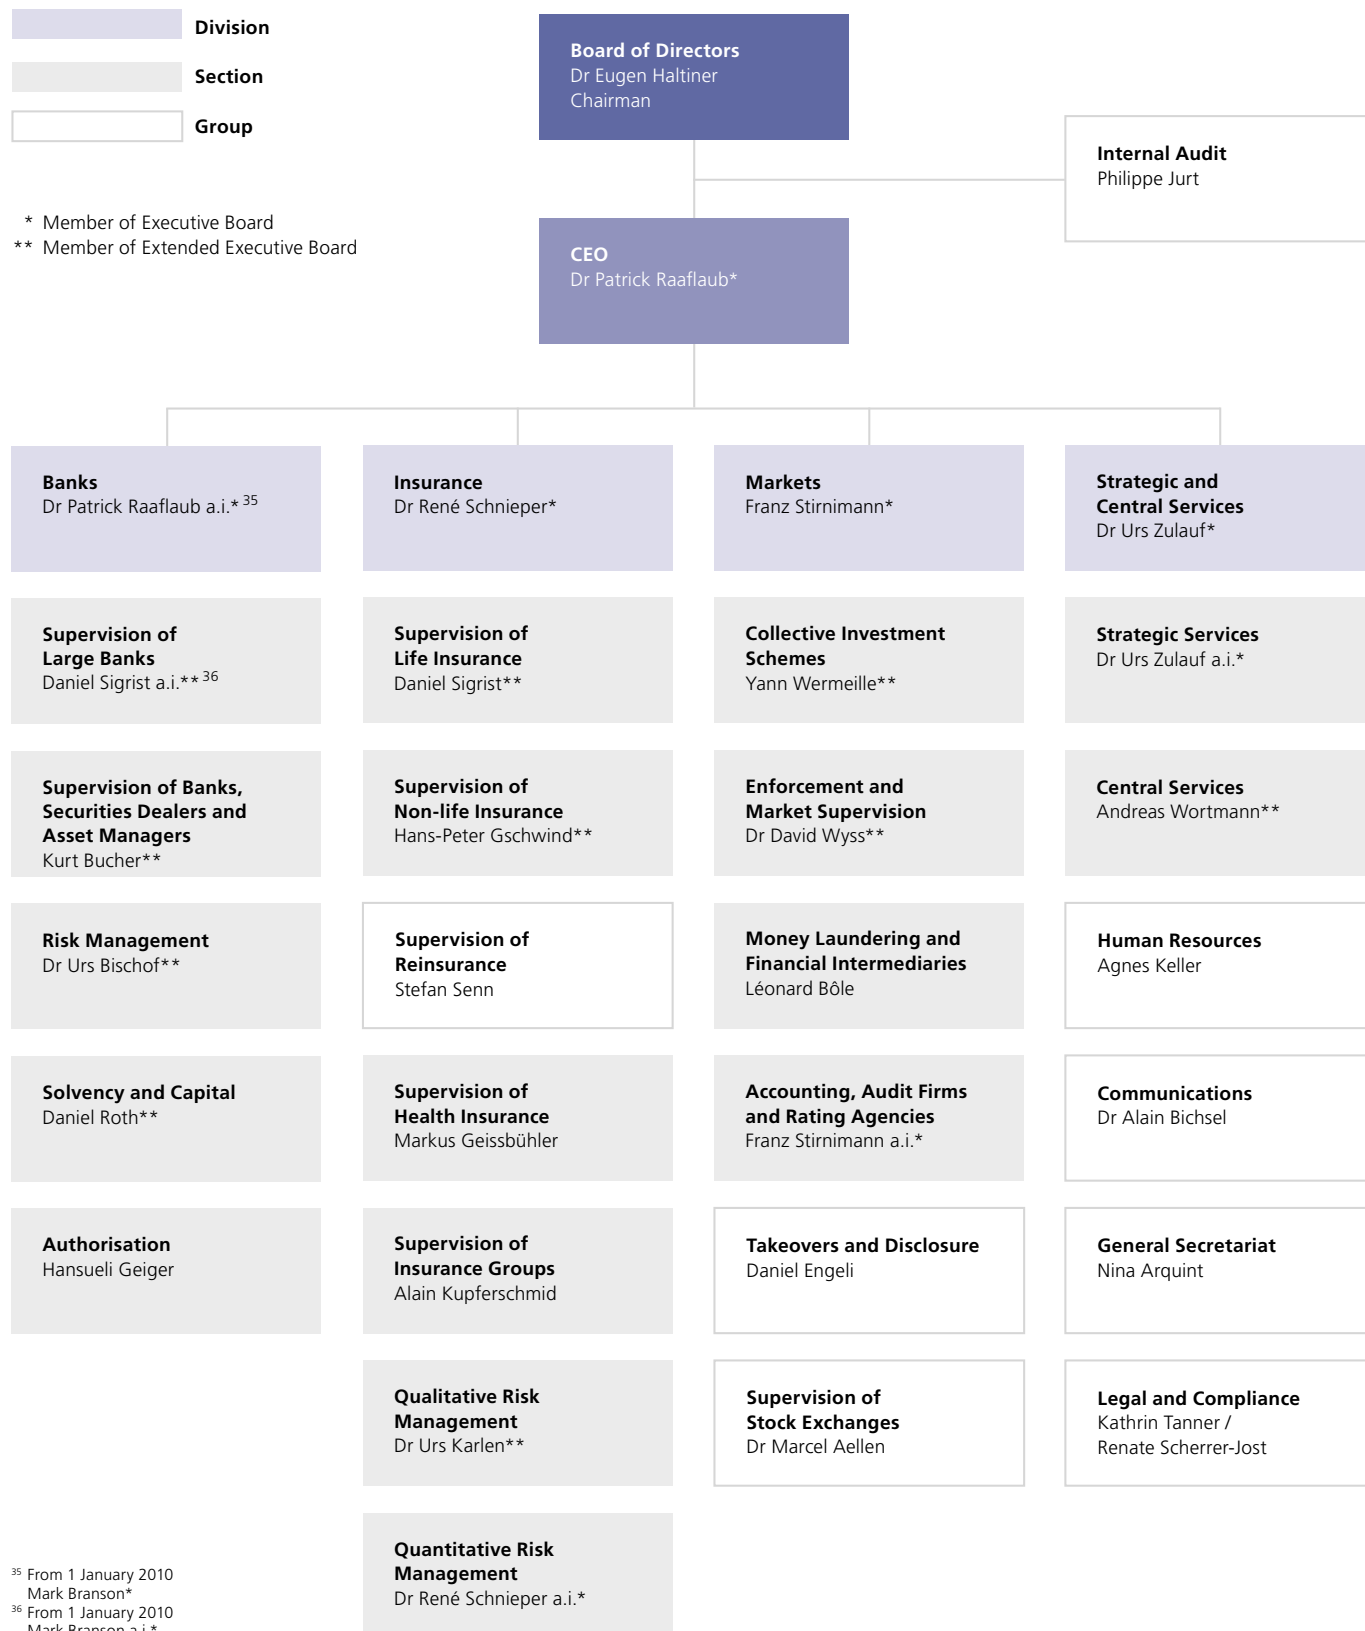 Division
Section
Group
* Member of Executive Board
** Member of Extended Executive Board
Board of Directors
Dr Eugen Haltiner
Chairman
Internal Audit
Philippe Jurt
CEO
Dr Patrick Raaflaub*
Banks
Dr Patrick Raaflaub a.i.* 35
Supervision of
Large Banks
Daniel Sigrist a.i.** 36
Supervision of Banks,
Securities Dealers and
Asset Managers
Kurt Bucher**
Risk Management
Dr Urs Bischof**
Solvency and Capital
Daniel Roth**
Authorisation
Hansueli Geiger
Insurance
Dr René Schnieper*
Supervision of
Life Insurance
Daniel Sigrist**
Supervision of
Non-life Insurance
Hans-Peter Gschwind**
Supervision of
Reinsurance
Stefan Senn
Supervision of
Health Insurance
Markus Geissbühler
Supervision of
Insurance Groups
Alain Kupferschmid
Qualitative Risk
Management
Dr Urs Karlen**
Quantitative Risk
Management
Dr René Schnieper a.i.*
Markets
Franz Stirnimann*
Collective Investment
Schemes
Yann Wermeille**
Enforcement and
Market Supervision
Dr David Wyss**
Money Laundering and
Financial Intermediaries
Léonard Bôle
Accounting, Audit Firms
and Rating Agencies
Franz Stirnimann a.i.*
Takeovers and Disclosure
Daniel Engeli
Supervision of
Stock Exchanges
Dr Marcel Aellen
Strategic and
Central Services
Dr Urs Zulauf*
Strategic Services
Dr Urs Zulauf a.i.*
Central Services
Andreas Wortmann**
Human Resources
Agnes Keller
Communications
Dr Alain Bichsel
General Secretariat
Nina Arquint
Legal and Compliance
Kathrin Tanner /
Renate Scherrer-Jost
35 From 1 January 2010
Mark Branson*
36 From 1 January 2010
Mark Branson a.i.*